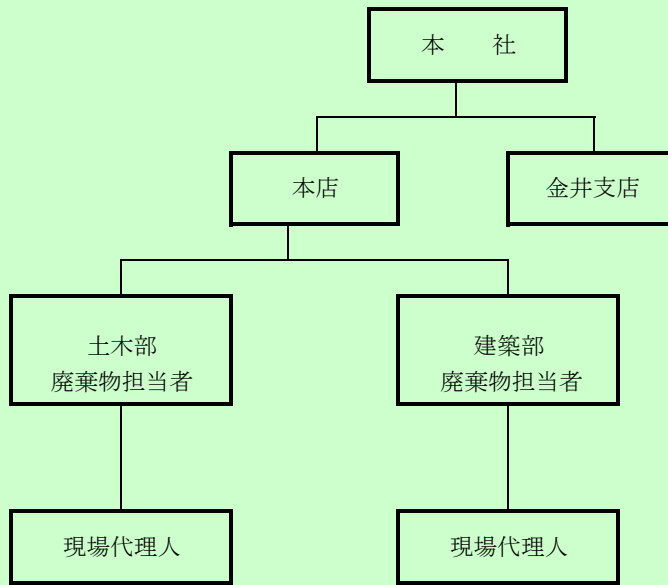 本　　社
本店
金井支店
土木部
廃棄物担当者
建築部
廃棄物担当者
現場代理人
現場代理人